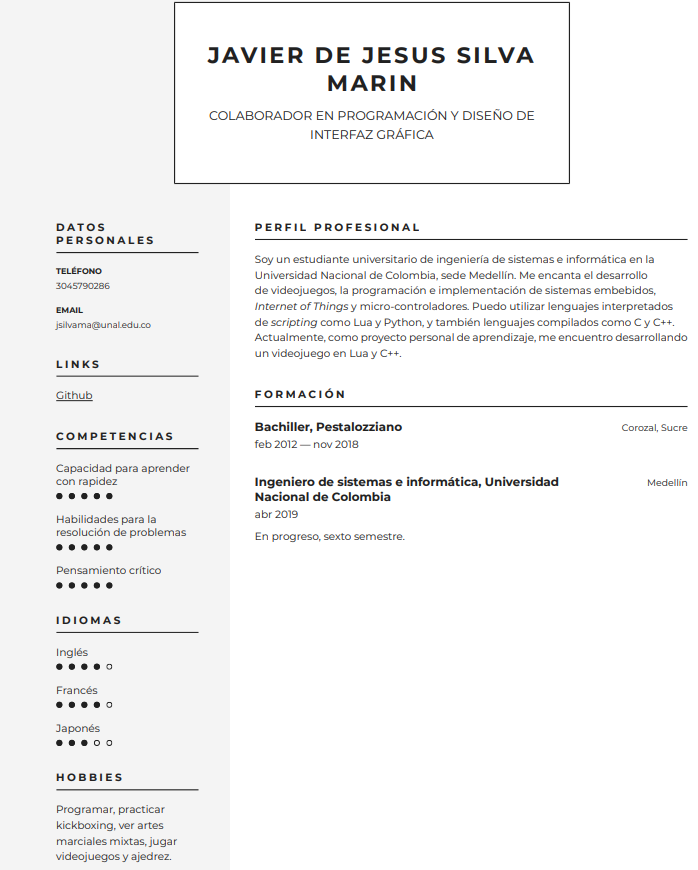 JAVIER DE JESUS SILVA
MARIN
COLABORADOR EN PROGRAMACIÓN Y DISEÑO DE
INTERFAZ GRÁFICA
DATOS
PERSONALES
TELÉFONO
3045790286
EMAIL
jsilvama@unal.edu.co
LINKS
Github
COMPETENCIAS
Capacidad para aprender
con rapidez
Habilidades para la
resolución de problemas
Pensamiento crítico
IDIOMAS
Inglés
Francés
Japonés
HOBBIES
Programar, practicar
kickboxing, ver artes
marciales mixtas, jugar
videojuegos y ajedrez.
PERFIL PROFESIONAL
Soy un estudiante universitario de ingeniería de sistemas e informática en la
Universidad Nacional de Colombia, sede Medellín. Me encanta el desarrollo
de videojuegos, la programación e implementación de sistemas embebidos,
Internet of Things y micro-controladores. Puedo utilizar lenguajes interpretados
de scripting como Lua y Python, y también lenguajes compilados como C y C++.
Actualmente, como proyecto personal de aprendizaje, me encuentro desarrollando
un videojuego en Lua y C++.
FORMACIÓN
Bachiller, Pestalozziano
Corozal, Sucre
feb 2012 — nov 2018
Ingeniero de sistemas e informática, Universidad
Nacional de Colombia
Medellín
abr 2019
En progreso, sexto semestre.